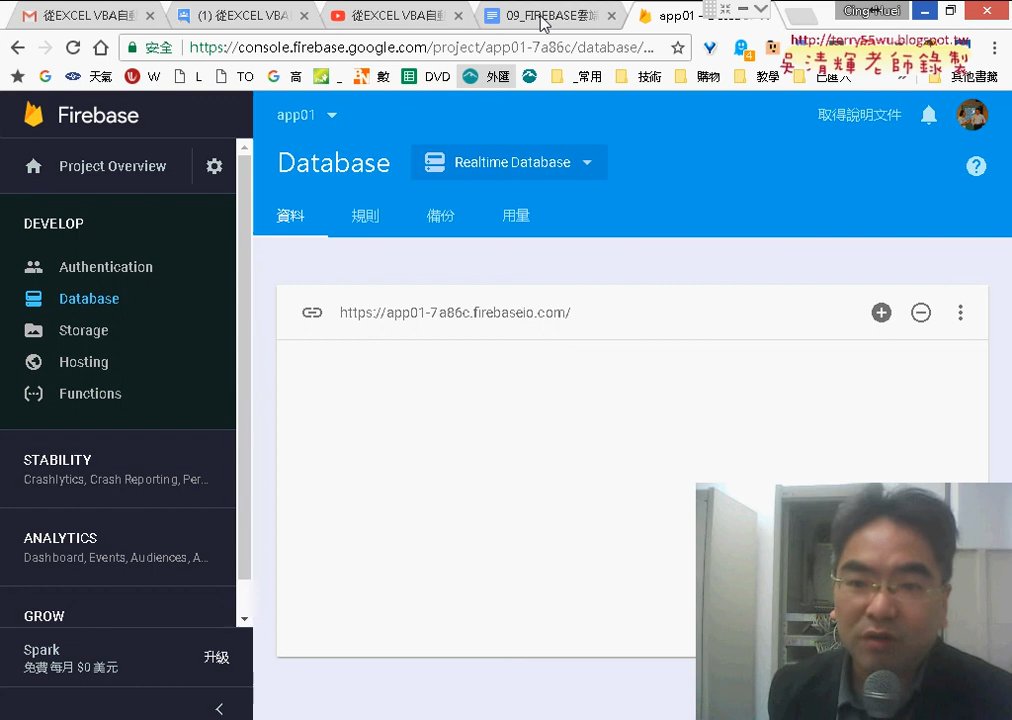 從EXCEL VBA自動
(1) 從EXCEL VBA
從EXCEL VBA自動
09_FIREBASE雲端
app01 -
Cing-Huei
安全
https://console.firebase.google.com/project/app01-7a86c/database/...
http://terry55wu.blogspot.tw
吳清輝老師錄製
天氣
W
L
TO
高
數
DVD
外匯
_常用
技術
購物
教學
已匯入
其他書籤
Firebase
app01
取得說明文件
Project Overview
Database
Realtime Database
資料
規則
備份
用量
DEVELOP
Authentication
Database
Storage
Hosting
Functions
https://app01-7a86c.firebaseio.com/
STABILITY
Crashlytics, Crash Reporting, Per...
ANALYTICS
Dashboard, Events, Audiences, A...
GROW
Spark
免費 每月 $0 美元
升級